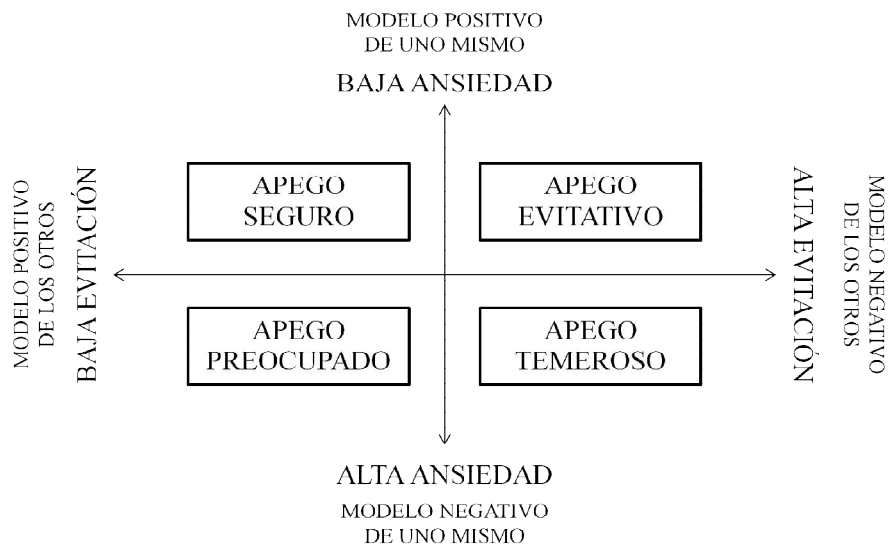 MODELO POSITIVO
DE UNO MISMO
BAJA ANSIEDAD
MODELO POSITIVO
DE LOS OTROS
BAJA EVITACIÓN
APEGO
SEGURO
APEGO
EVITATIVO
ALTA EVITACIÓN
MODELO NEGATIVO
DE LOS OTROS
APEGO
PREOCUPADO
APEGO
TEMEROSO
ALTA ANSIEDAD
MODELO NEGATIVO
DE UNO MISMO